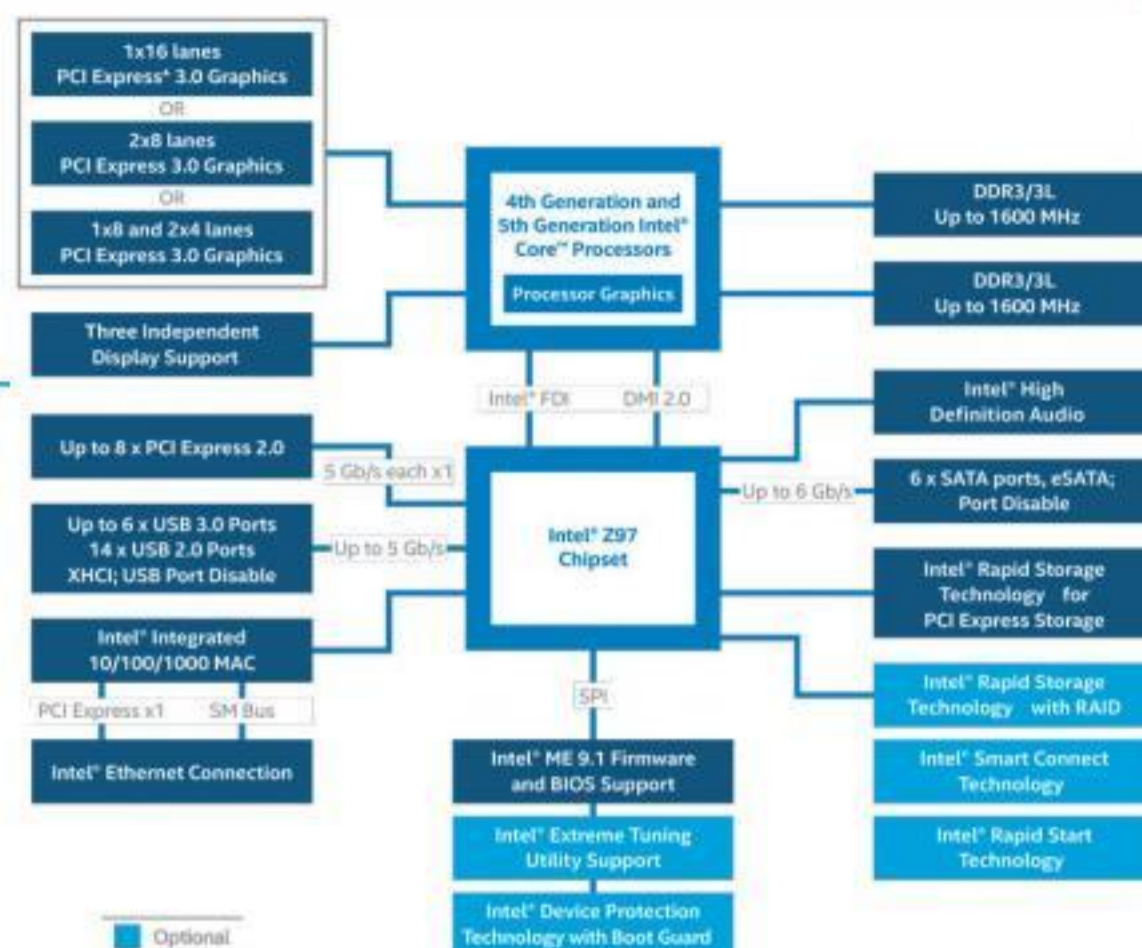 1x16 lanes
PCI Express* 3.0 Graphics
OR
2x8 lanes
PCI Express 3.0 Graphics
OR
1x8 and 2x4 lanes
PCI Express 3.0 Graphics
Three Independent
Display Support
4th Generation and
5th Generation Intel®
Core™ Processors
Processor Graphics
DDR3/3L
Up to 1600 MHz
DDR3/3L
Up to 1600 MHz
Intel® FDI
DMI 2.0
Up to 8 x PCI Express 2.0
5 Gb/s each x1
Up to 6 x USB 3.0 Ports
14 x USB 2.0 Ports
XHCI; USB Port Disable
Up to 5 Gb/s
Intel® Integrated
10/100/1000 MAC
PCI Express x1
SM Bus
Intel® Ethernet Connection
Intel® Z97
Chipset
Intel® High
Definition Audio
Up to 6 Gb/s
6 x SATA ports, eSATA;
Port Disable
Intel® Rapid Storage
Technology for
PCI Express Storage
Intel® Rapid Storage
Technology with RAID
Intel® Smart Connect
Technology
Intel® Rapid Start
Technology
SPI
Intel® ME 9.1 Firmware
and BIOS Support
Intel® Extreme Tuning
Utility Support
Intel® Device Protection
Technology with Boot Guard
Optional